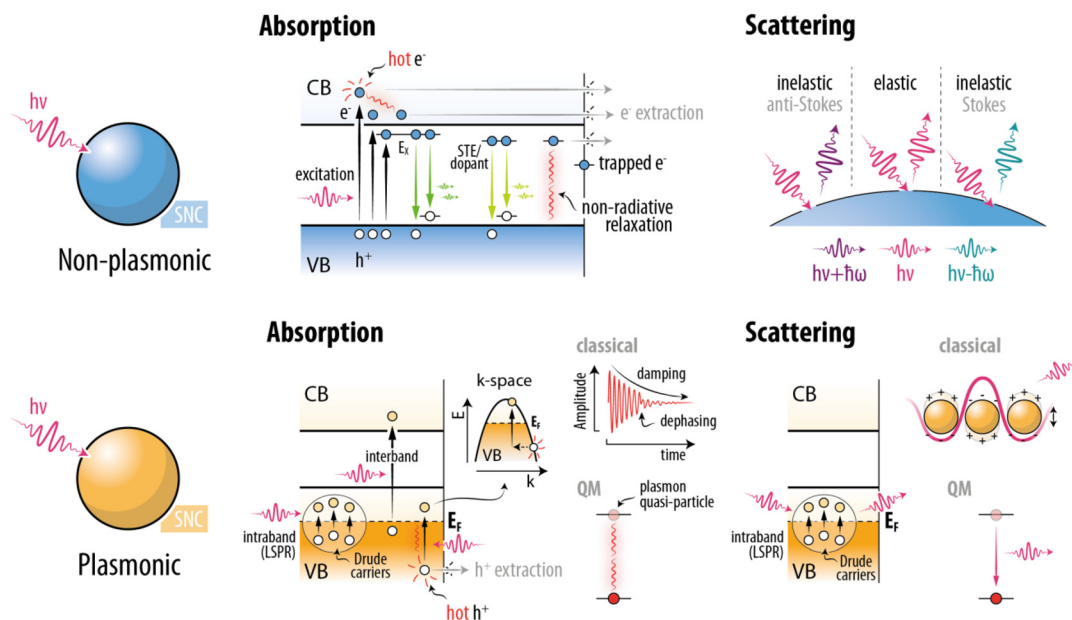 Absorption
Scattering
hν
SNC
Non-plasmonic
hot e⁻
CB
e⁻
e⁻ extraction
Eₓ
STE/
dopant
trapped e⁻
excitation
non-radiative
relaxation
VB
h⁺
inelastic
anti-Stokes
elastic
inelastic
Stokes
hν+ħω
hν
hν-ħω
Absorption
Scattering
hν
SNC
Plasmonic
CB
interband
k-space
E
E_F
VB
k
E_F
intraband
(LSPR)
VB
Drude
carriers
h⁺ extraction
hot h⁺
classical
Amplitude
damping
dephasing
time
QM
plasmon
quasi-particle
CB
E_F
intraband
(LSPR)
VB
Drude
carriers
classical
+ + +
- -
+ + +
- -
+ +
- -
QM